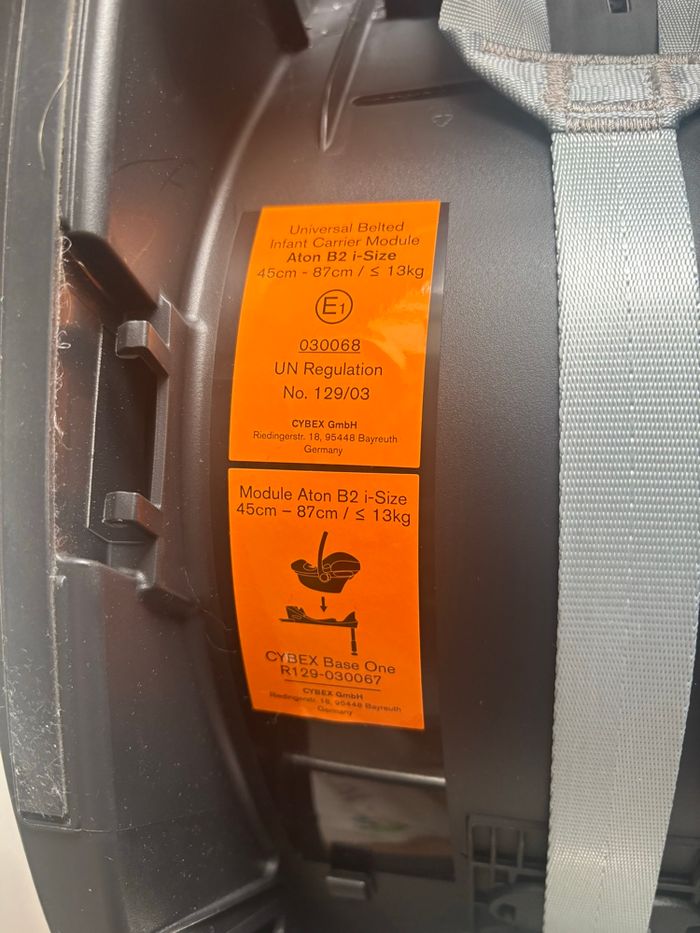 Universal Belted
Infant Carrier Module
Aton B2 i-Size
45cm - 87cm / ≤ 13kg
E1
030068
UN Regulation
No. 129/03
CYBEX GmbH
Riedingerstr. 18, 95448 Bayreuth
Germany
Module Aton B2 i-Size
45cm – 87cm / ≤ 13kg
CYBEX Base One
R129-030067
CYBEX GmbH
Riedingerstr. 18, 95448 Bayreuth
Germany